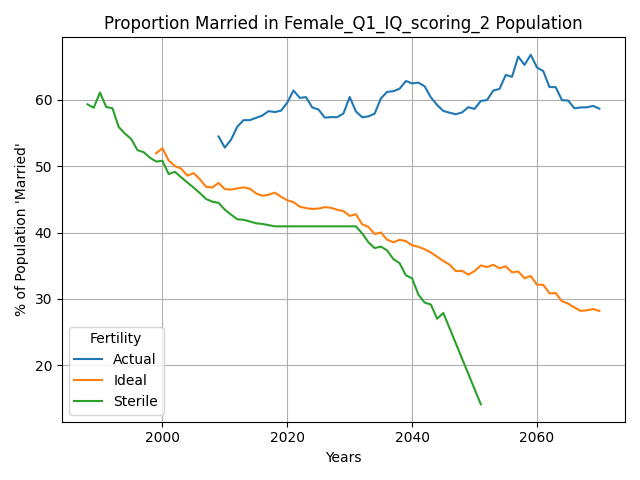 Proportion Married in Female_Q1_IQ_scoring_2 Population
% of Population 'Married'
60
50
40
30
20
Fertility
Actual
Ideal
Sterile
2000 2020 2040 2060
Years